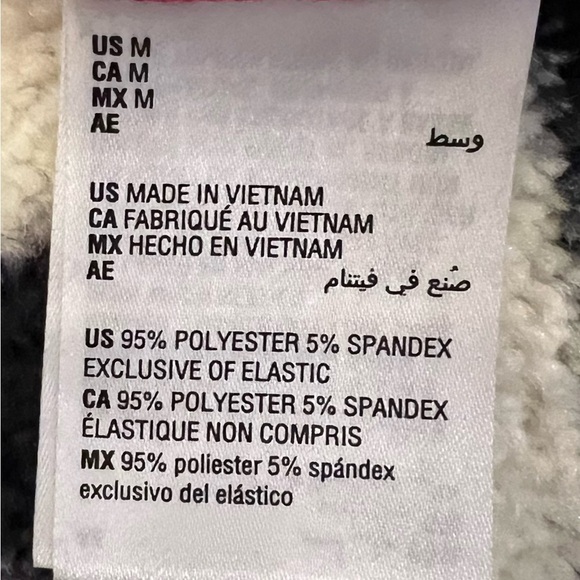 US M
CA M
MX M
AE وسط
US MADE IN VIETNAM
CA FABRIQUÉ AU VIETNAM
MX HECHO EN VIETNAM
AE صُنع في فيتنام
US 95% POLYESTER 5% SPANDEX
EXCLUSIVE OF ELASTIC
CA 95% POLYESTER 5% SPANDEX
ÉLASTIQUE NON COMPRIS
MX 95% poliester 5% spándex
exclusivo del elástico